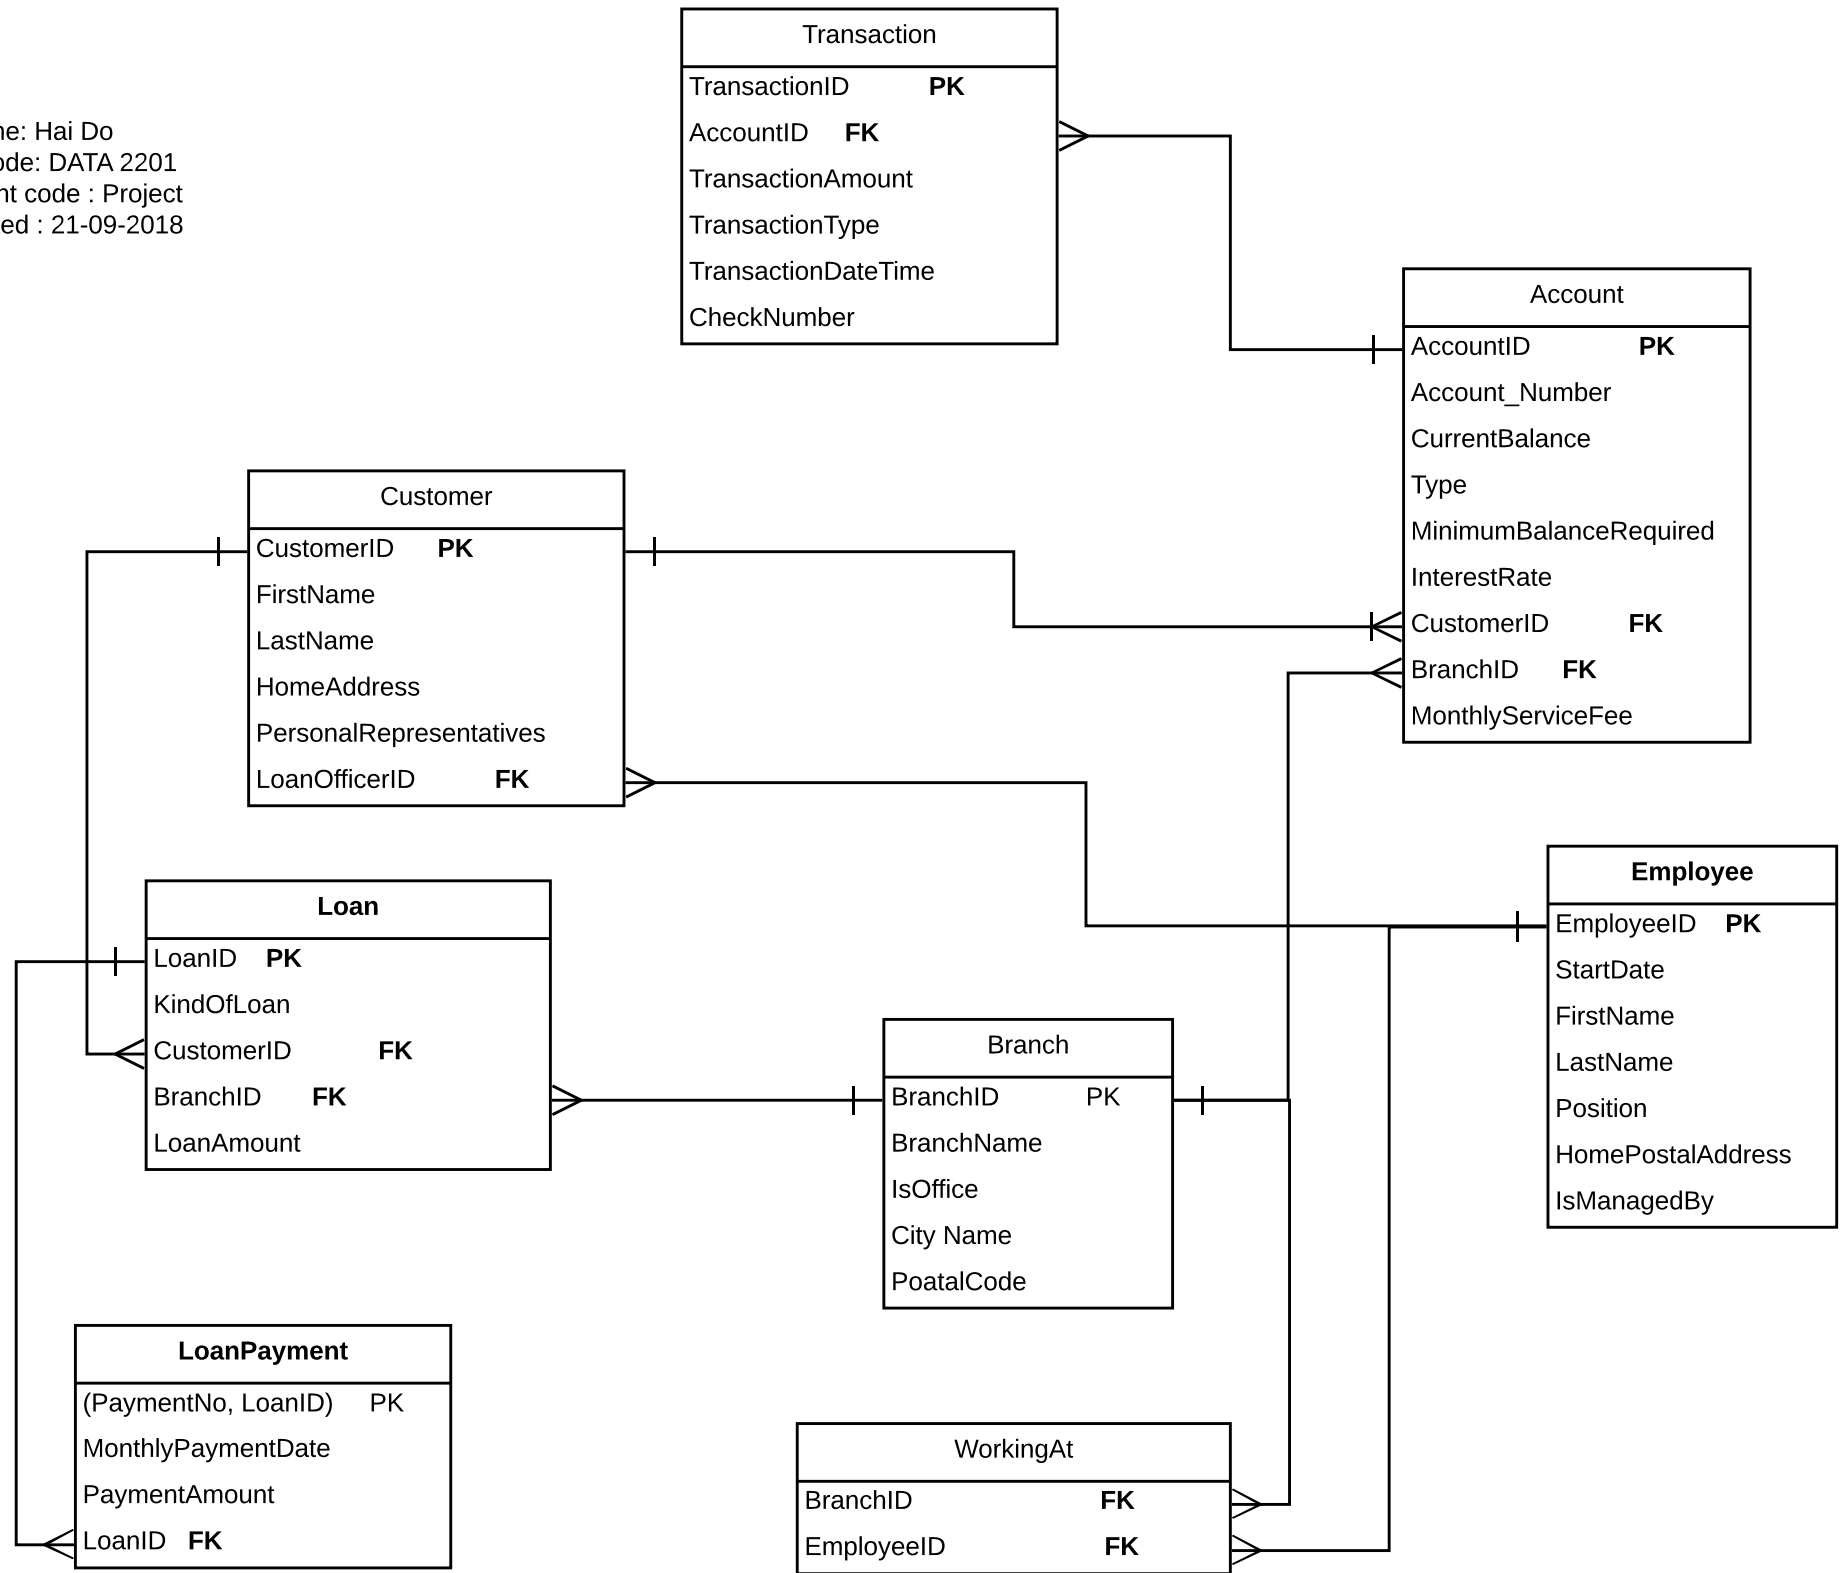 Transaction
TransactionID PK
AccountID FK
TransactionAmount
TransactionType
TransactionDateTime
CheckNumber
: Hai Do
: DATA 2201
code : Project
: 21-09-2018
Account
AccountID PK
Account_Number
CurrentBalance
Type
MinimumBalanceRequired
InterestRate
CustomerID FK
BranchID FK
MonthlyServiceFee
Customer
CustomerID PK
FirstName
LastName
HomeAddress
PersonalRepresentatives
LoanOfficerID FK
Employee
EmployeeID PK
StartDate
FirstName
LastName
Position
HomePostalAddress
IsManagedBy
Loan
LoanID PK
KindOfLoan
CustomerID FK
BranchID FK
LoanAmount
Branch
BranchID PK
BranchName
IsOffice
City Name
PoatalCode
LoanPayment
(PaymentNo, LoanID) PK
MonthlyPaymentDate
PaymentAmount
LoanID FK
WorkingAt
BranchID FK
EmployeeID FK